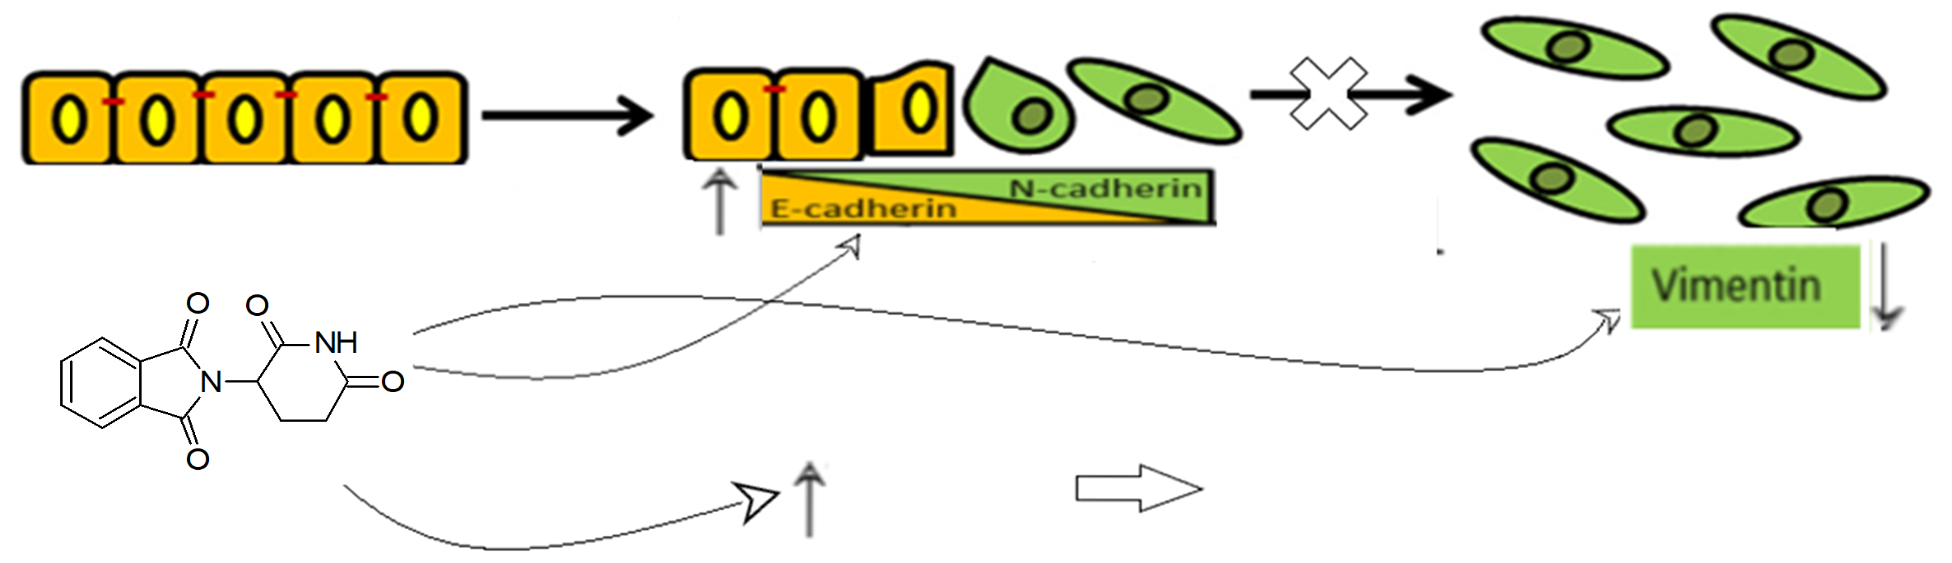 N-cadherin
E-cadherin
Vimentin
O
O
NH
N
O
O